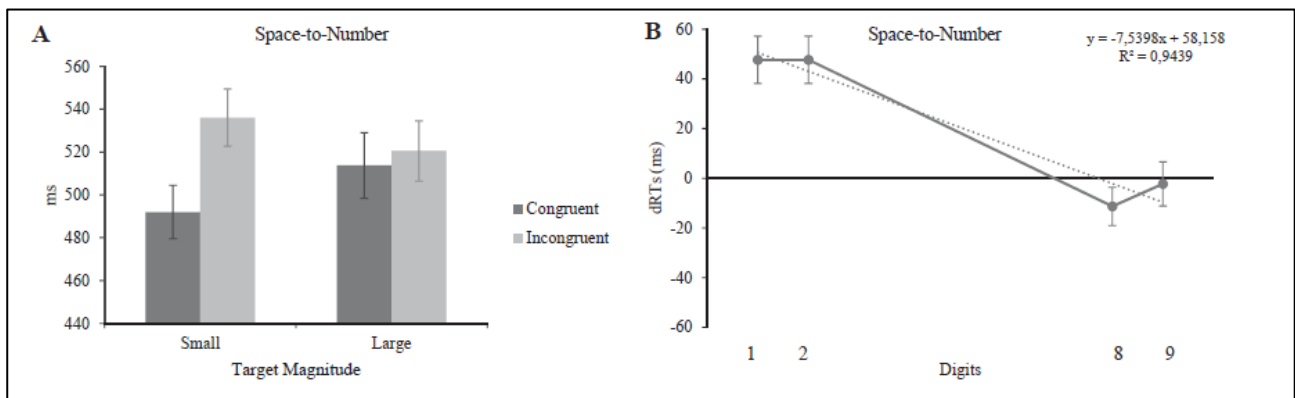 A
Space-to-Number
560
540
520
500
480
460
440
ms
Small
Large
Target Magnitude
Congruent
Incongruent
B
Space-to-Number
y = -7,5398x + 58,158
R² = 0,9439
60
40
20
0
-20
-40
-60
dRTs (ms)
1 2 8 9
Digits